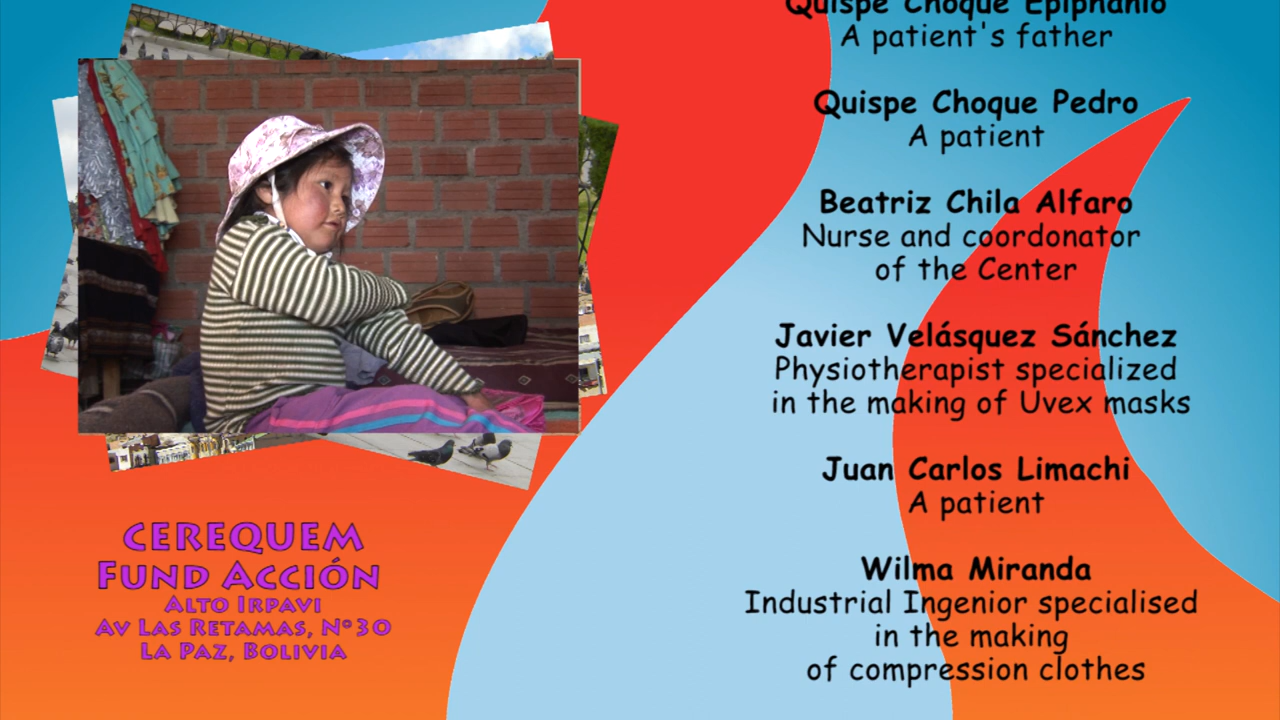 CEREQUEM
FUND ACCIÓN
ALTO IRPAVI
AV LAS RETAMAS, N°30
LA PAZ, BOLIVIA
Quispe Choque Epiphanio
A patient's father
Quispe Choque Pedro
A patient
Beatriz Chila Alfaro
Nurse and coordonator
of the Center
Javier Velásquez Sánchez
Physiotherapist specialized
in the making of Uvex masks
Juan Carlos Limachi
A patient
Wilma Miranda
Industrial Ingenior specialised
in the making
of compression clothes